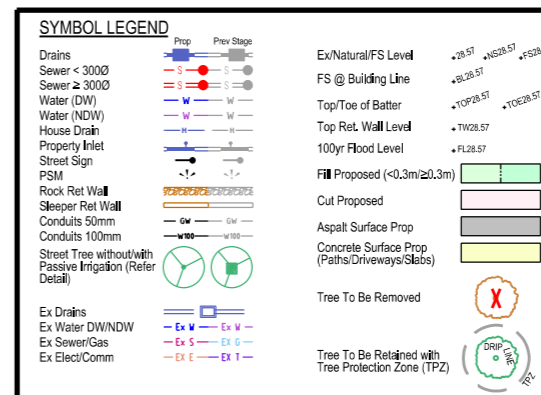 SYMBOL LEGEND
Prop Prev Stage
Drains
Sewer < 300Ø S S
Sewer ≥ 300Ø S S
Water (DW) W W
Water (NDW) W W
House Drain H H
Property Inlet
Street Sign
PSM
Rock Ret Wall
Sleeper Ret Wall
Conduits 50mm GW GW
Conduits 100mm W100 W100
Street Tree without/with
Passive Irrigation (Refer
Detail)
Ex Drains
Ex Water DW/NDW Ex W Ex W
Ex Sewer/Gas Ex S EX G
Ex Elect/Comm EX E EX T
Ex/Natural/FS Level 28.57 NS28.57 FS28
FS @ Building Line BL28.57
Top/Toe of Batter TOP28.57 TOE28.57
Top Ret. Wall Level TW28.57
100yr Flood Level FL28.57
Fill Proposed (<0.3m/≥0.3m)
Cut Proposed
Aspalt Surface Prop
Concrete Surface Prop
(Paths/Driveways/Slabs)
Tree To Be Removed X
Tree To Be Retained with
Tree Protection Zone (TPZ)
DRIP LINE
TPZ